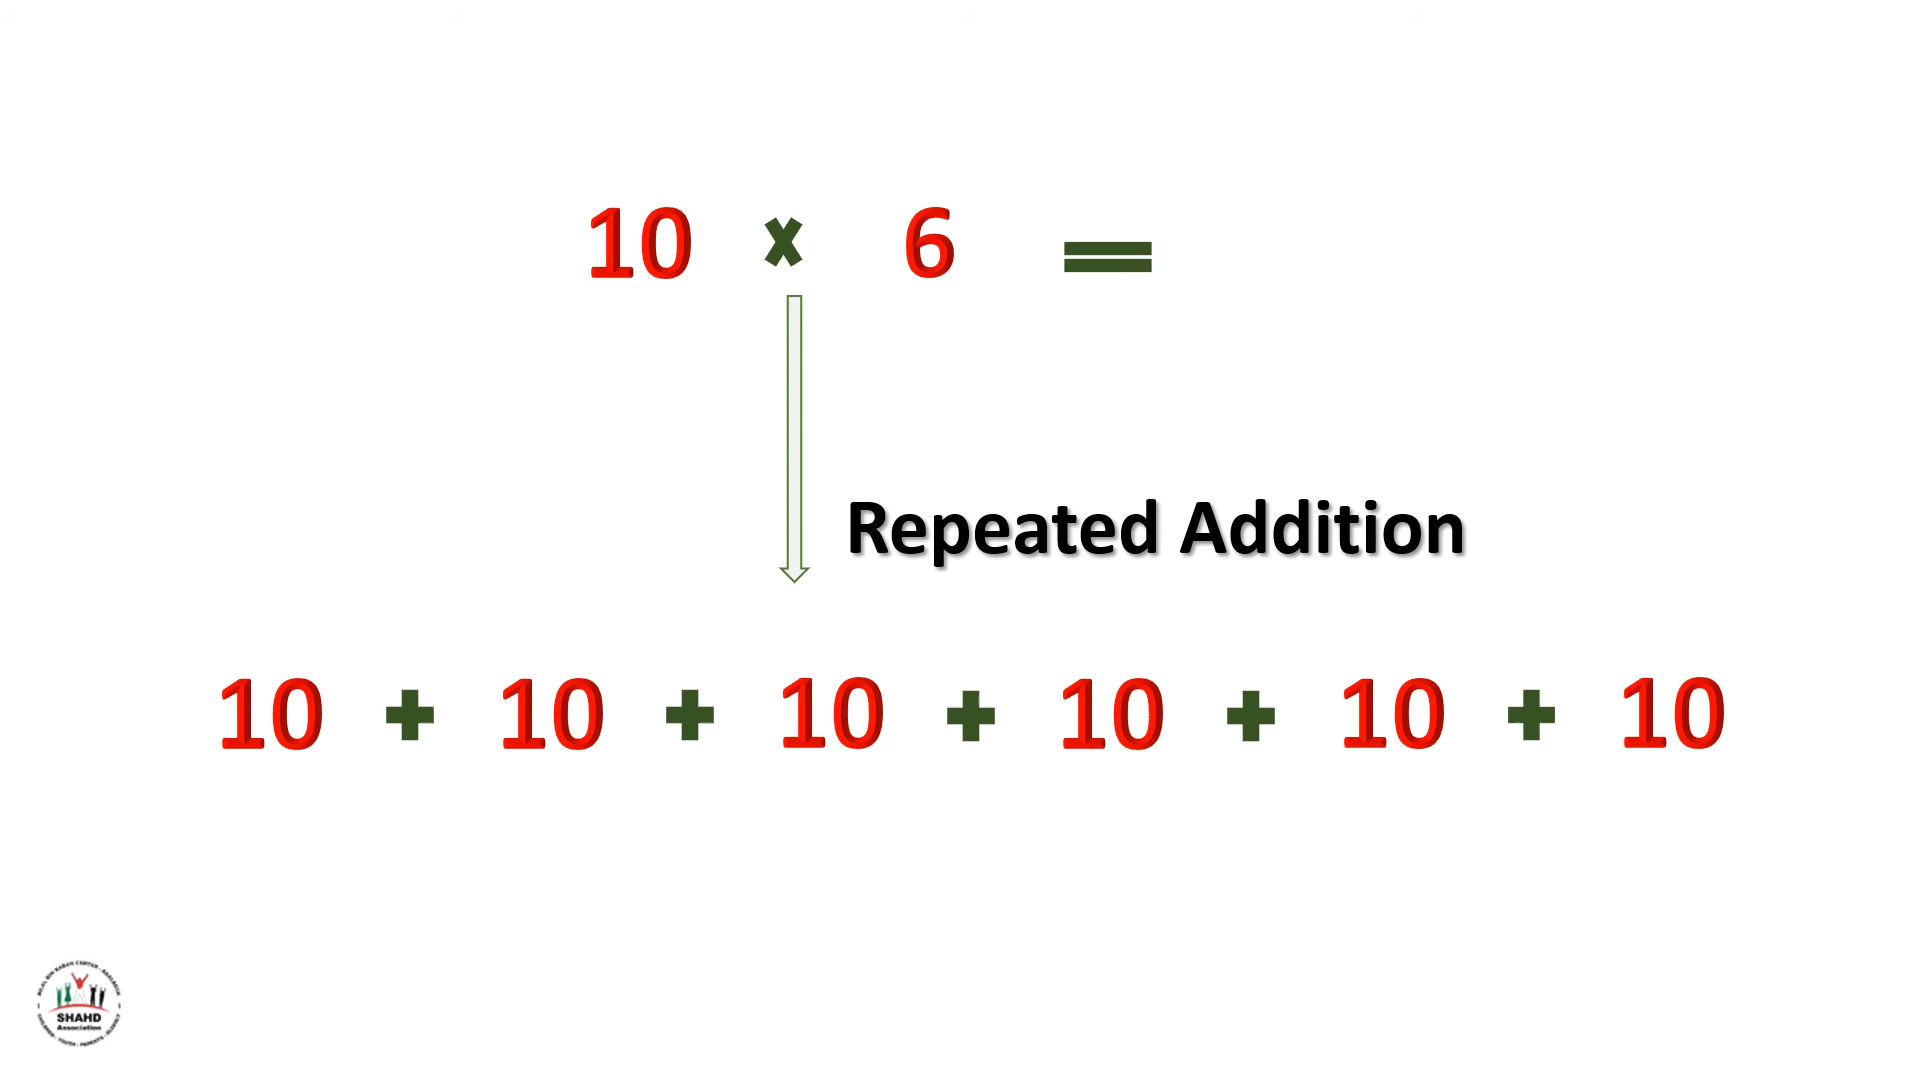 10 × 6 =
Repeated Addition
10 + 10 + 10 + 10 + 10 + 10
SHAHD
Association